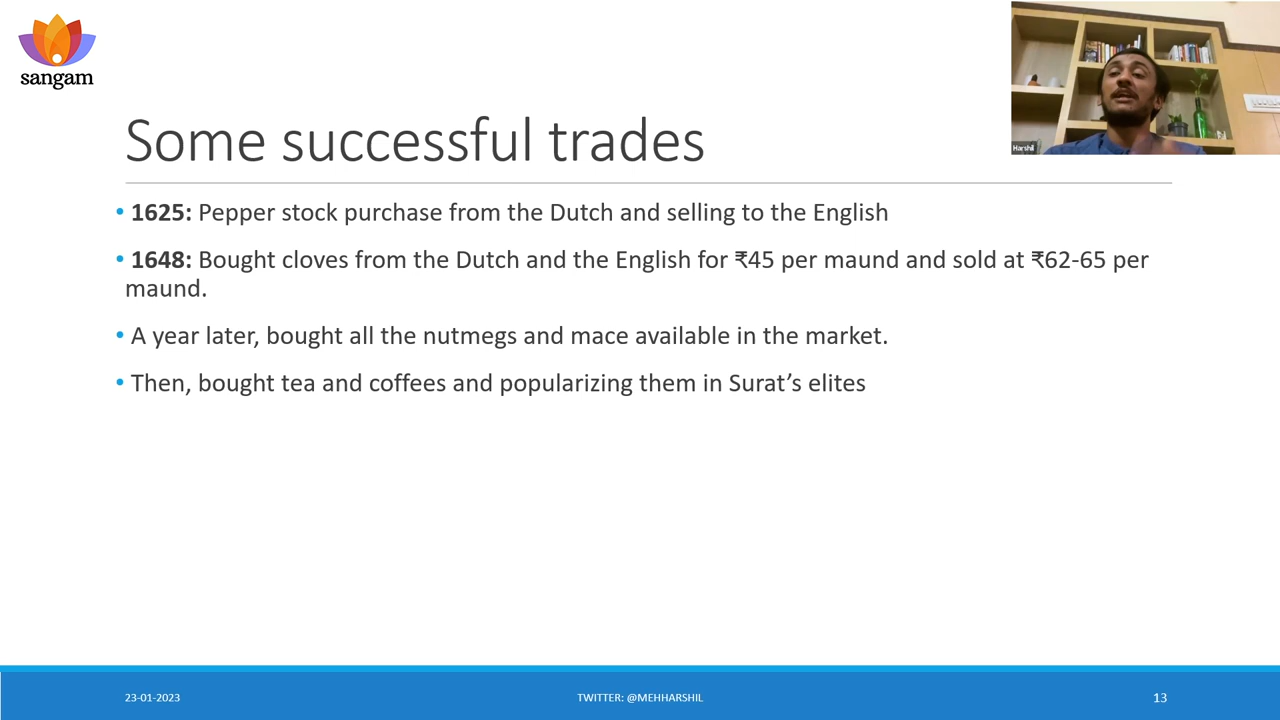 sangam
Harshil
Some successful trades
• 1625: Pepper stock purchase from the Dutch and selling to the English
• 1648: Bought cloves from the Dutch and the English for ₹45 per maund and sold at ₹62-65 per
maund.
• A year later, bought all the nutmegs and mace available in the market.
• Then, bought tea and coffees and popularizing them in Surat’s elites
23-01-2023
TWITTER: @MEHHARSHIL
13